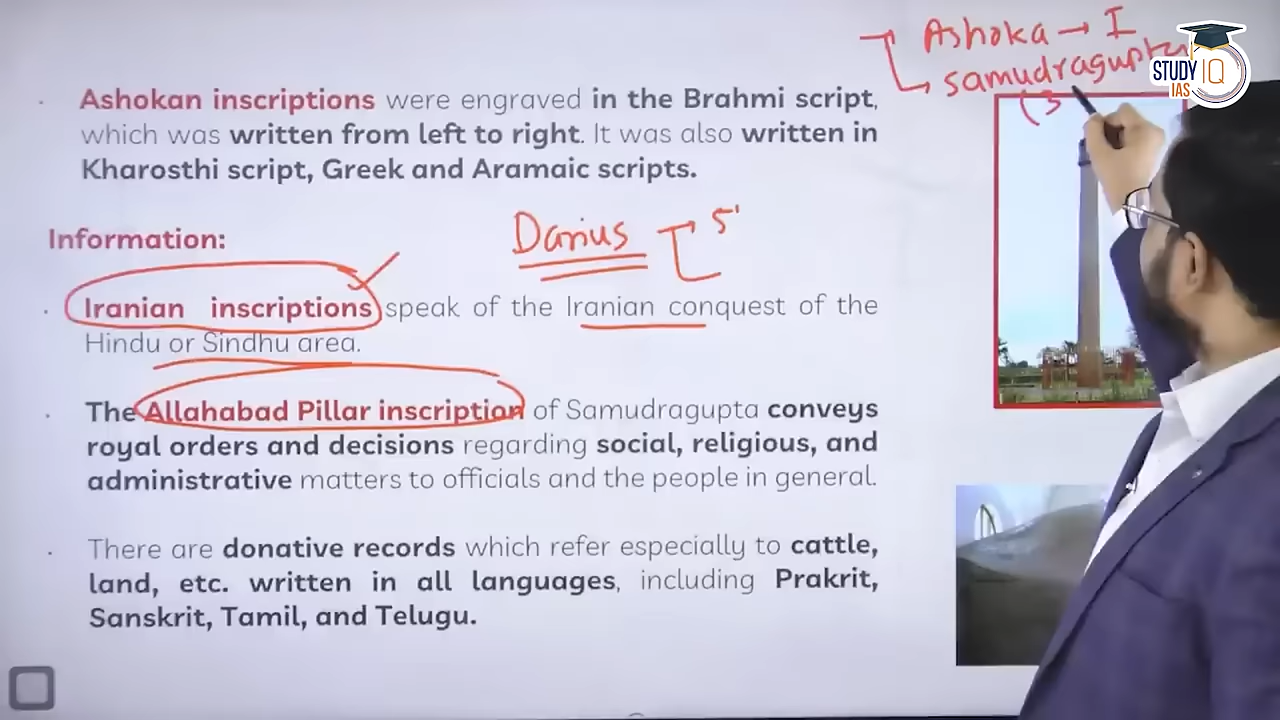 Ashoka → I
samudragupta
(3
STUDY IQ
IAS
Ashokan inscriptions were engraved in the Brahmi script,
which was written from left to right. It was also written in
Kharosthi script, Greek and Aramaic scripts.
Darius
5'
Information:
Iranian inscriptions speak of the Iranian conquest of the
Hindu or Sindhu area.
The Allahabad Pillar inscription of Samudragupta conveys
royal orders and decisions regarding social, religious, and
administrative matters to officials and the people in general.
There are donative records which refer especially to cattle,
land, etc. written in all languages, including Prakrit,
Sanskrit, Tamil, and Telugu.